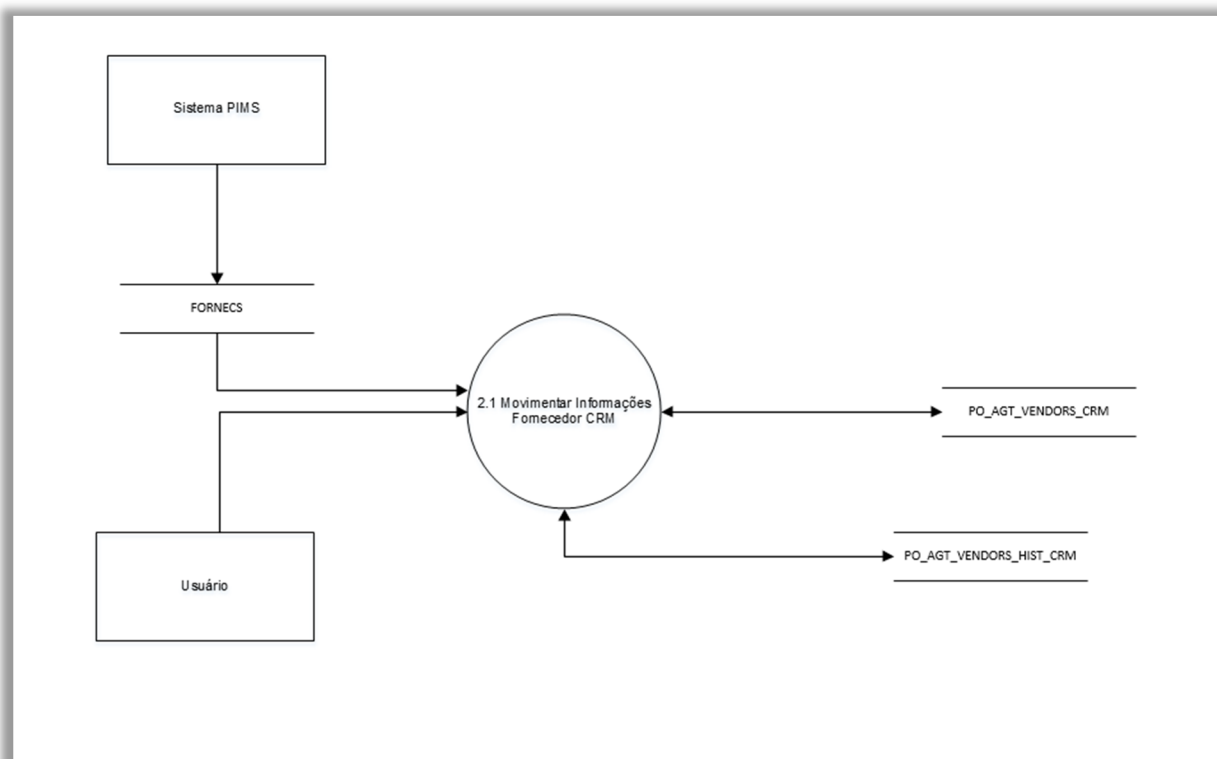 Sistema PIMS
FORNECS
2.1 Movimentar Informações
Fornecedor CRM
PO_AGT_VENDORS_CRM
PO_AGT_VENDORS_HIST_CRM
Usuário